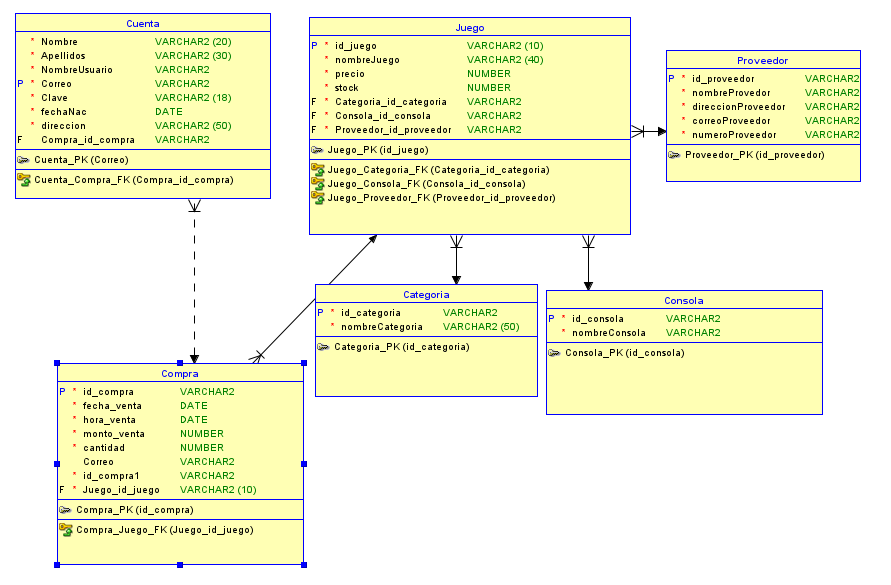 Cuenta
* Nombre VARCHAR2 (20)
* Apellidos VARCHAR2 (30)
* NombreUsuario VARCHAR2
P * Correo VARCHAR2
* Clave VARCHAR2 (18)
* fechaNac DATE
* direccion VARCHAR2 (50)
F Compra_id_compra VARCHAR2
Cuenta_PK (Correo)
Cuenta_Compra_FK (Compra_id_compra)
Juego
P * id_juego VARCHAR2 (10)
* nombreJuego VARCHAR2 (40)
* precio NUMBER
* stock NUMBER
F * Categoria_id_categoria VARCHAR2
F * Consola_id_consola VARCHAR2
F * Proveedor_id_proveedor VARCHAR2
Juego_PK (id_juego)
Juego_Categoria_FK (Categoria_id_categoria)
Juego_Consola_FK (Consola_id_consola)
Juego_Proveedor_FK (Proveedor_id_proveedor)
Proveedor
P * id_proveedor VARCHAR2
* nombreProvedor VARCHAR2
* direccionProveedor VARCHAR2
* correoProveedor VARCHAR2
* numeroProveedor VARCHAR2
Proveedor_PK (id_proveedor)
Categoria
P * id_categoria VARCHAR2
* nombreCategoria VARCHAR2 (50)
Categoria_PK (id_categoria)
Consola
P * id_consola VARCHAR2
* nombreConsola VARCHAR2
Consola_PK (id_consola)
Compra
P * id_compra VARCHAR2
* fecha_venta DATE
* hora_venta DATE
* monto_venta NUMBER
* cantidad NUMBER
Correo VARCHAR2
* id_compra1 VARCHAR2
F * Juego_id_juego VARCHAR2 (10)
Compra_PK (id_compra)
Compra_Juego_FK (Juego_id_juego)